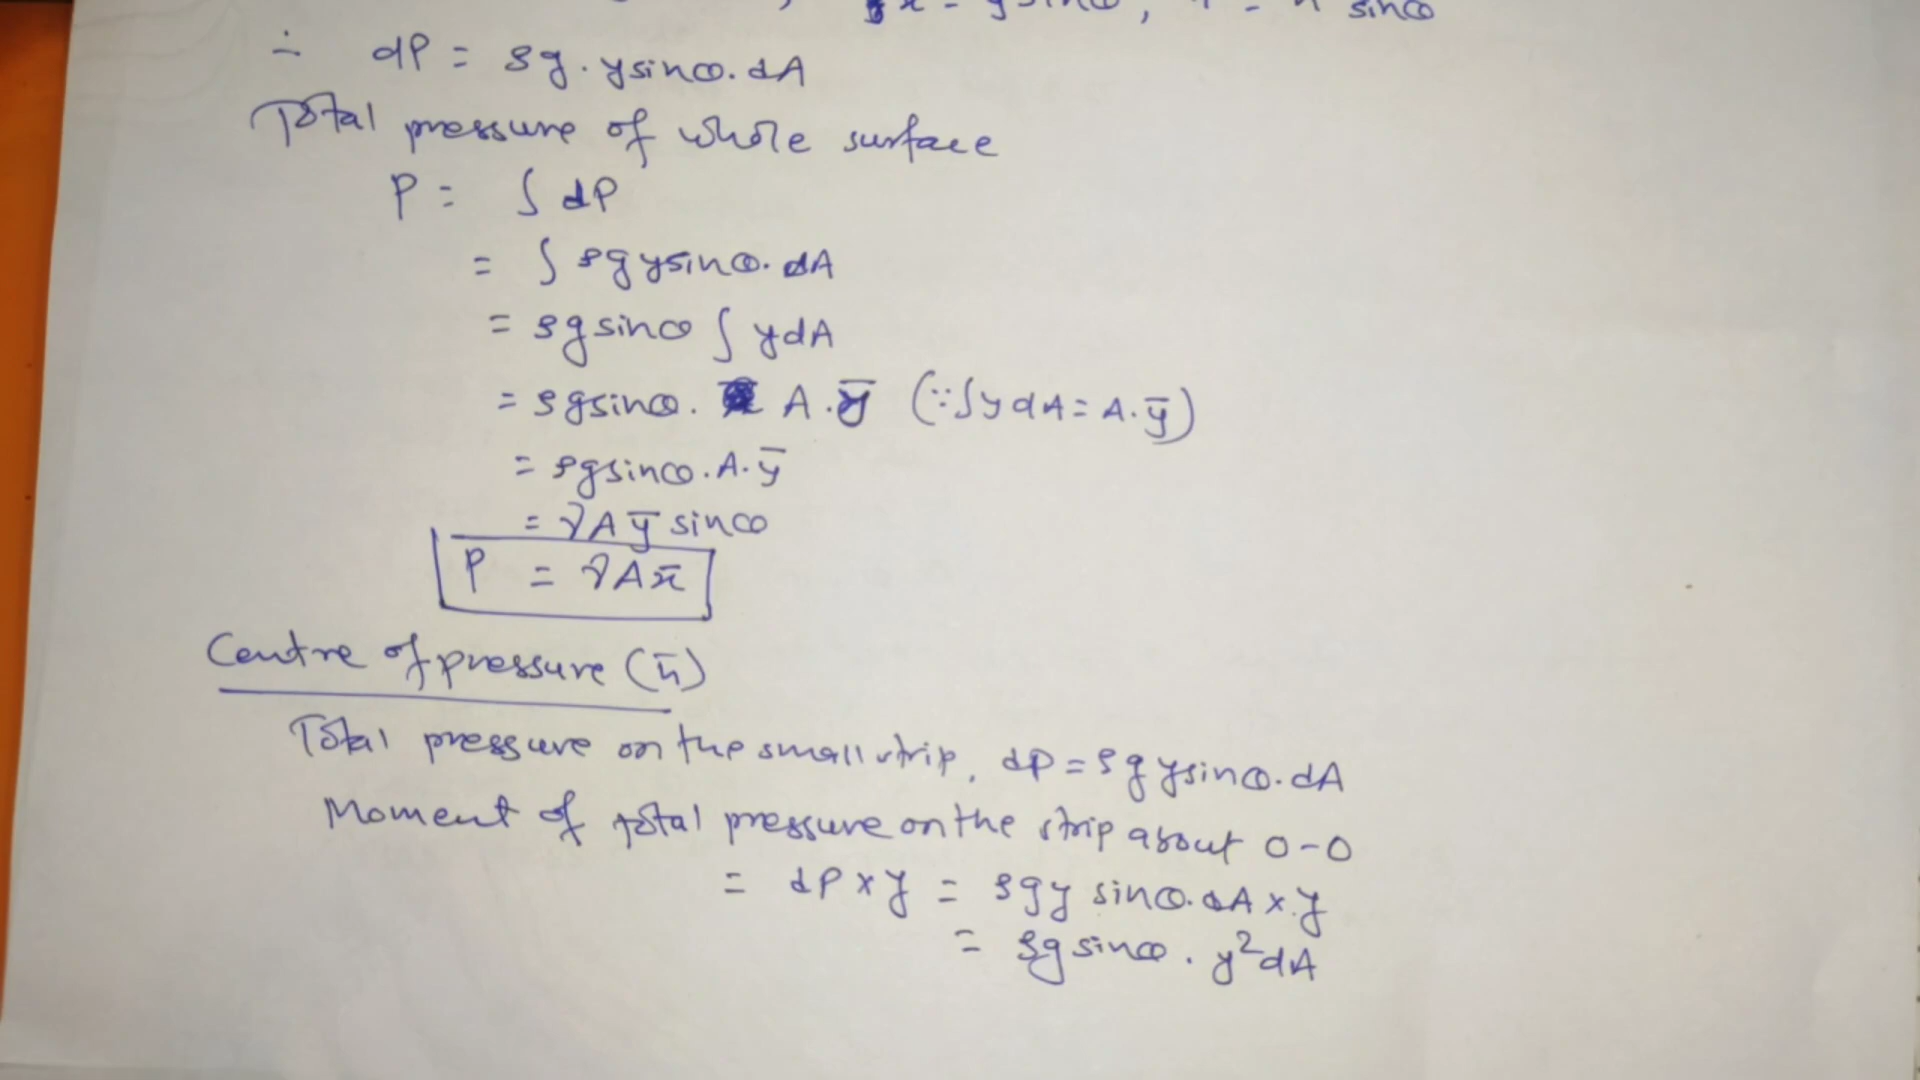 x = y sinθ, sinθ
∴ dP = ρg. y sinθ. dA
Total pressure of whole surface
P = ∫ dP
= ∫ ρg y sinθ. dA
= ρg sinθ ∫ y dA
= ρg sinθ. A. ȳ (∵ ∫ y dA = A. ȳ)
= ρg sinθ. A. ȳ
= γ A ȳ sinθ
P = γ A x̄
Centre of pressure (h̄)
Total pressure on the small strip, dp = ρg y sinθ. dA
Moment of total pressure on the strip about O-O
= dP × y = ρg y sinθ. dA × y
= ρg sinθ. y² dA